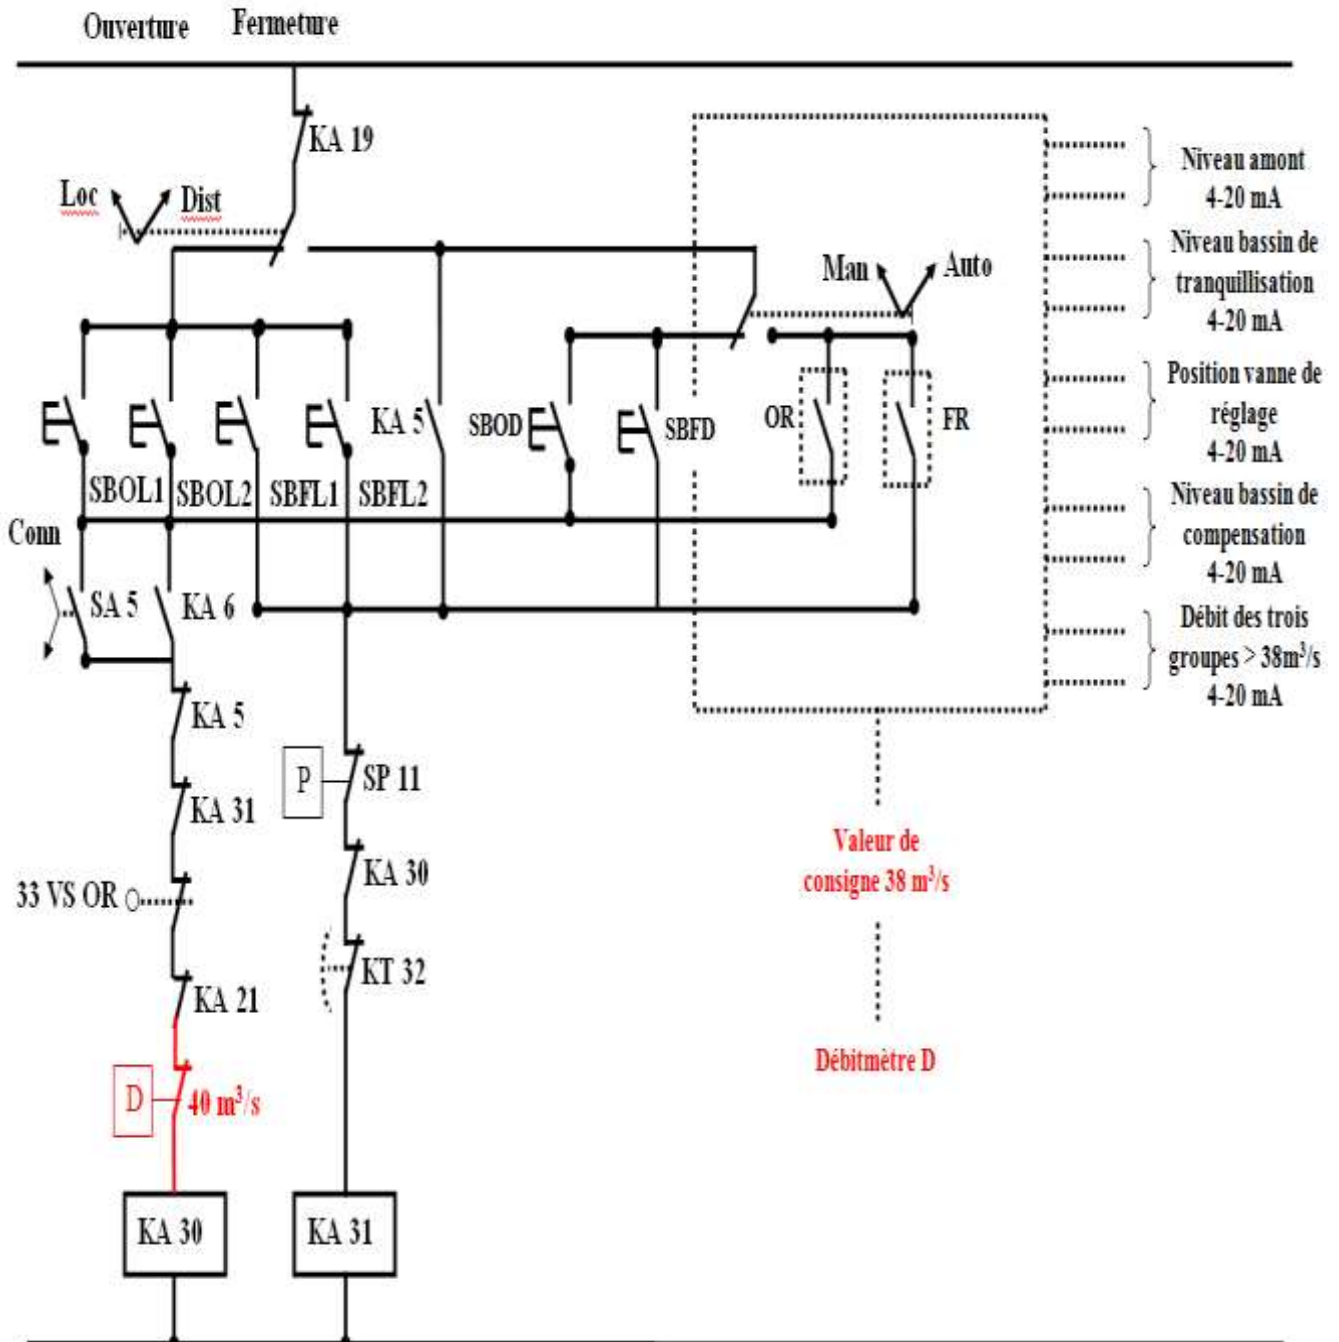 Ouverture
Fermeture
KA 19
Loc
Dist
Man
Auto
Niveau amont
4-20 mA
Niveau bassin de
tranquillisation
4-20 mA
Position vanne de
réglage
4-20 mA
Niveau bassin de
compensation
4-20 mA
Débit des trois
groupes > 38m³/s
4-20 mA
KA 5
SBOD
SBFD
OR
FR
SBOL1
SBOL2
SBFL1
SBFL2
Conn
SA 5
KA 6
KA 5
KA 31
33 VS OR
KA 21
D
40 m³/s
KA 30
P
SP 11
KA 30
KT 32
KA 31
Valeur de
consigne 38 m³/s
Débitmètre D